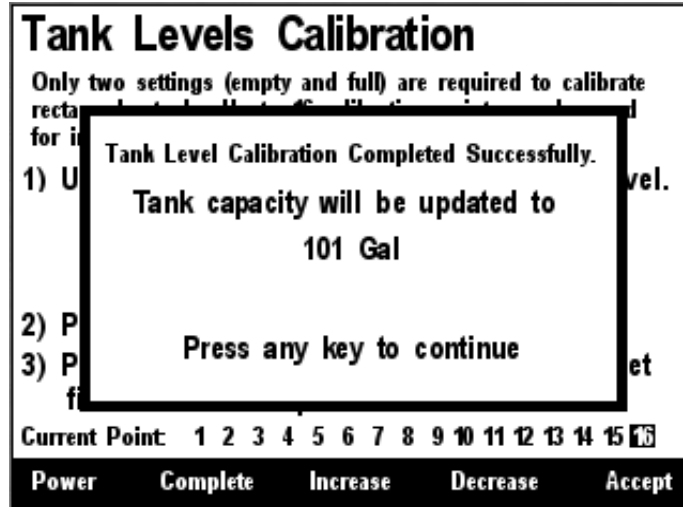 Tank Levels Calibration
Only two settings (empty and full) are required to calibrate
for
Tank Level Calibration Completed Successfully.
1) vel.
Tank capacity will be updated to
101 Gal
2)
Press any key to continue
3) et
Current Point: 1 2 3 4 5 6 7 8 9 10 11 12 13 14 15 16
Power Complete Increase Decrease Accept